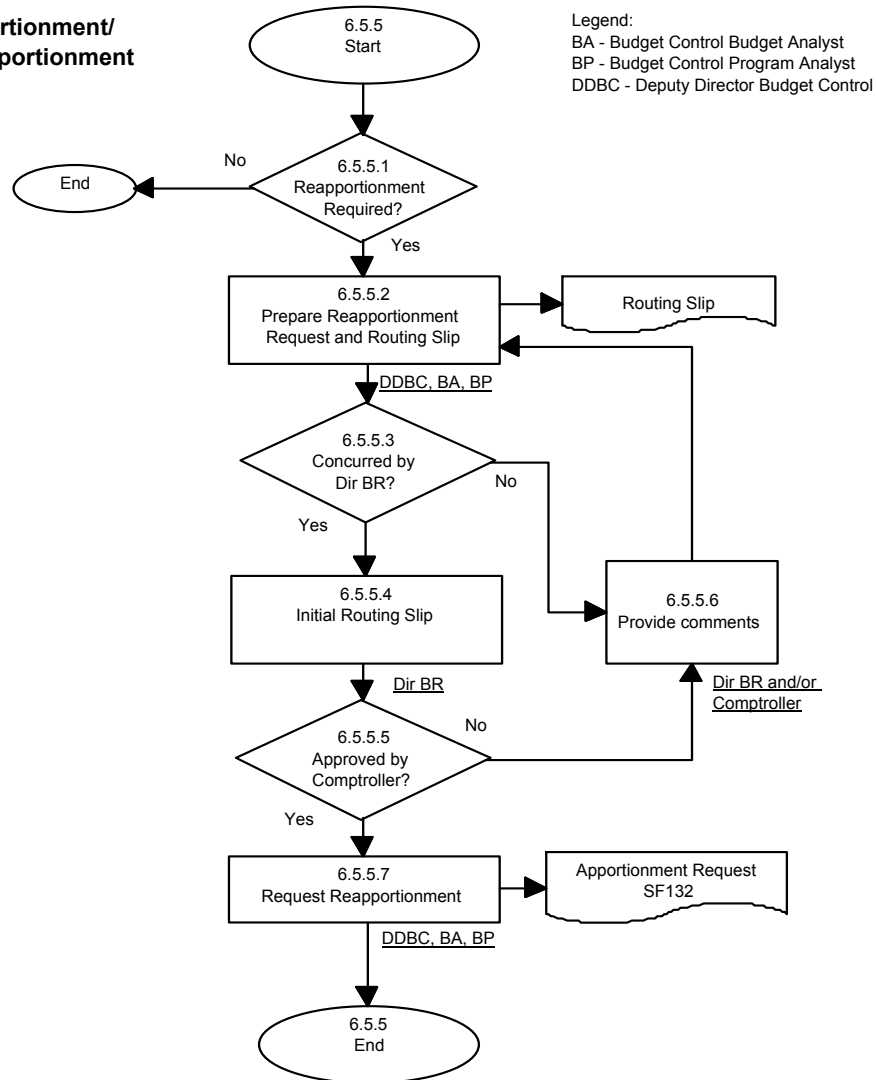 rtionment/
portionment
Legend:
BA - Budget Control Budget Analyst
BP - Budget Control Program Analyst
DDBC - Deputy Director Budget Control
6.5.5
Start
No
End
6.5.5.1
Reapportionment
Required?
Yes
6.5.5.2
Prepare Reapportionment
Request and Routing Slip
Routing Slip
DDBC, BA, BP
6.5.5.3
Concurred by
Dir BR?
No
Yes
6.5.5.4
Initial Routing Slip
6.5.5.6
Provide comments
Dir BR
Dir BR and/or
Comptroller
No
6.5.5.5
Approved by
Comptroller?
Yes
6.5.5.7
Request Reapportionment
Apportionment Request
SF132
DDBC, BA, BP
6.5.5
End